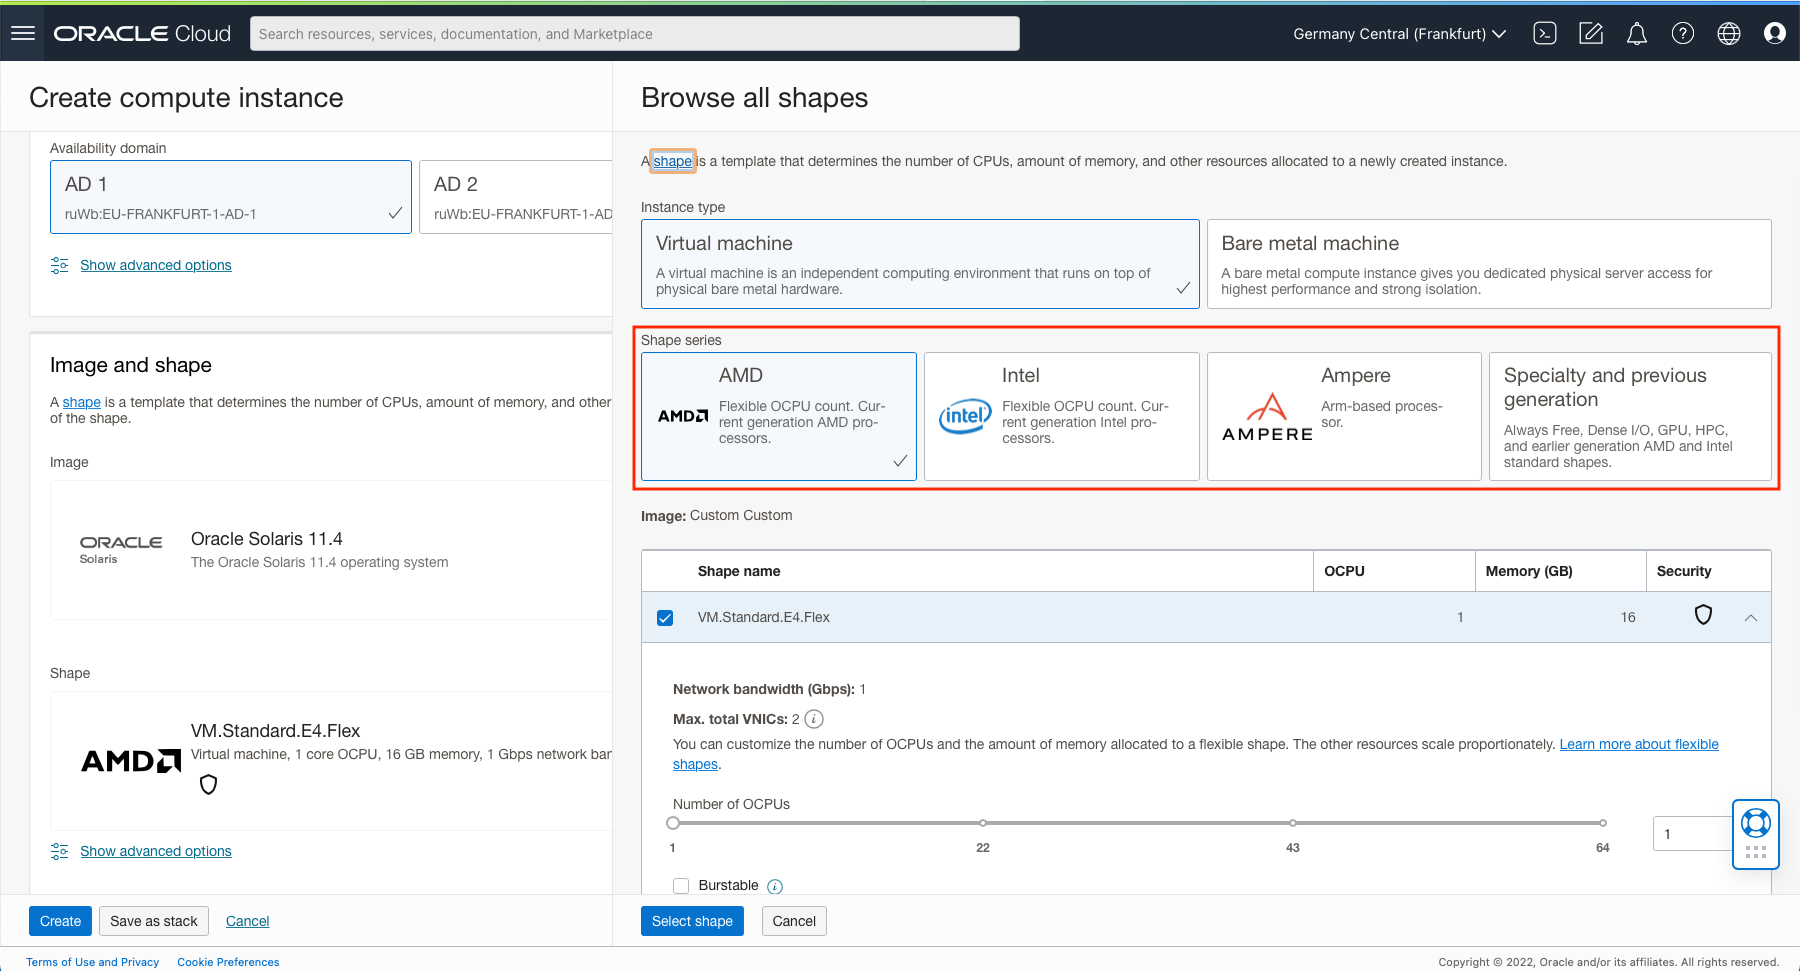 ORACLE Cloud
Search resources, services, documentation, and Marketplace
Germany Central (Frankfurt)
Create compute instance
Availability domain
AD 1
ruWb:EU-FRANKFURT-1-AD-1
AD 2
ruWb:EU-FRANKFURT-1-AD
Show advanced options
Image and shape
A shape is a template that determines the number of CPUs, amount of memory, and other
of the shape.
Image
ORACLE
Solaris
Oracle Solaris 11.4
The Oracle Solaris 11.4 operating system
Shape
AMD
VM.Standard.E4.Flex
Virtual machine, 1 core OCPU, 16 GB memory, 1 Gbps network ban
Show advanced options
Create
Save as stack
Cancel
Browse all shapes
A shape is a template that determines the number of CPUs, amount of memory, and other resources allocated to a newly created instance.
Instance type
Virtual machine
A virtual machine is an independent computing environment that runs on top of
physical bare metal hardware.
Bare metal machine
A bare metal compute instance gives you dedicated physical server access for
highest performance and strong isolation.
Shape series
AMD
AMD
Flexible OCPU count. Cur-
rent generation AMD pro-
cessors.
intel
Intel
Flexible OCPU count. Cur-
rent generation Intel pro-
cessors.
AMPERE
Ampere
Arm-based proces-
sor.
Specialty and previous
generation
Always Free, Dense I/O, GPU, HPC,
and earlier generation AMD and Intel
standard shapes.
Image: Custom Custom
Shape name
OCPU
Memory (GB)
Security
VM.Standard.E4.Flex
1
16
Network bandwidth (Gbps): 1
Max. total VNICs: 2
You can customize the number of OCPUs and the amount of memory allocated to a flexible shape. The other resources scale proportionately. Learn more about flexible
shapes.
Number of OCPUs
1
22
43
64
1
Burstable
Select shape
Cancel
Terms of Use and Privacy
Cookie Preferences
Copyright © 2022, Oracle and/or its affiliates. All rights reserved.